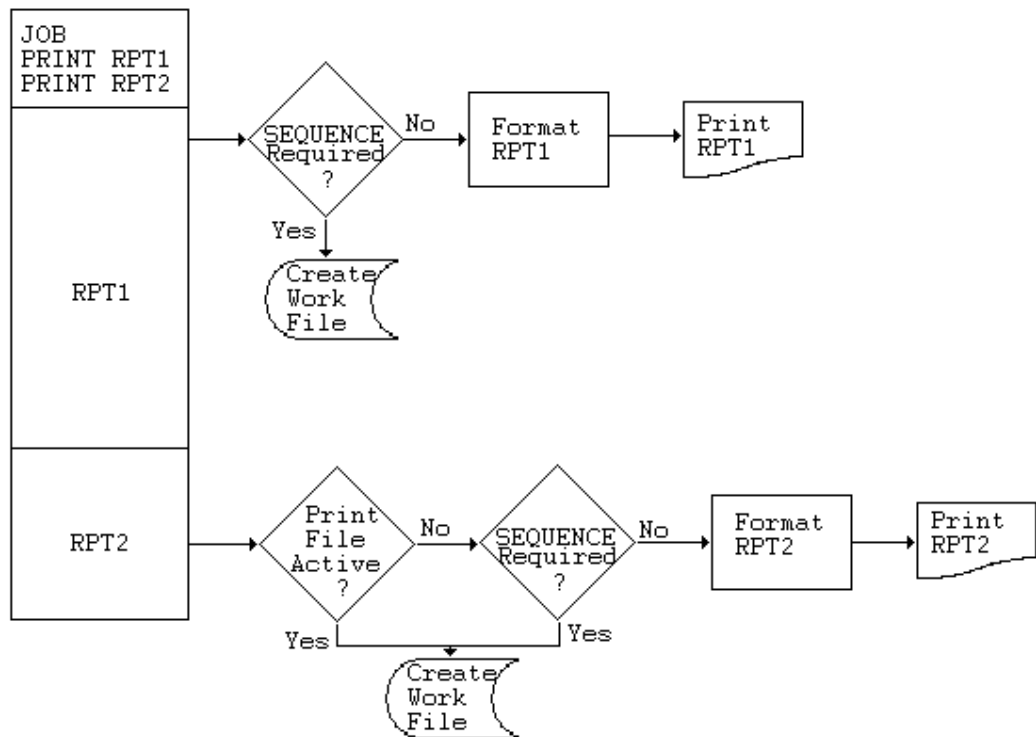 JOB
PRINT RPT1
PRINT RPT2
RPT1
SEQUENCE
Required
?
No
Yes
Format
RPT1
Print
RPT1
Create
Work
File
RPT2
Print
File
Active
?
No
Yes
SEQUENCE
Required
?
No
Yes
Format
RPT2
Print
RPT2
Create
Work
File